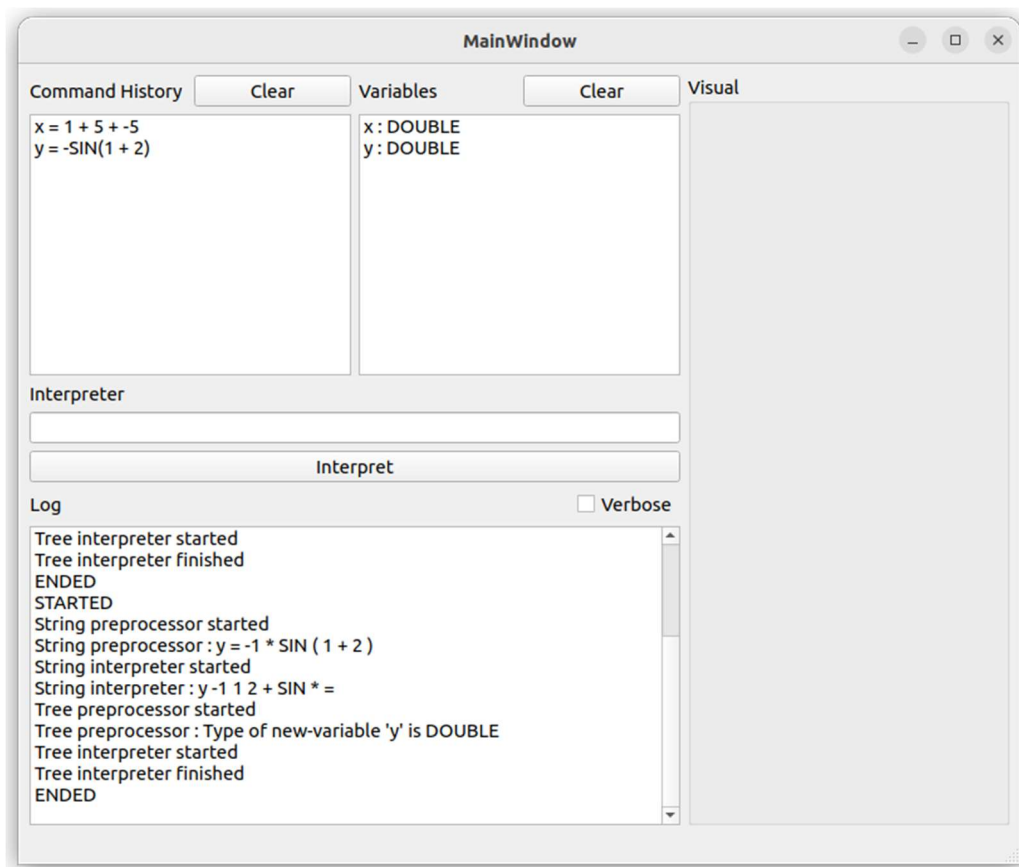 MainWindow
Command History
Clear
Variables
Clear
Visual
x = 1 + 5 + -5
y = -SIN(1 + 2)
x : DOUBLE
y : DOUBLE
Interpreter
Interpret
Log
Verbose
Tree interpreter started
Tree interpreter finished
ENDED
STARTED
String preprocessor started
String preprocessor : y = -1 * SIN ( 1 + 2 )
String interpreter started
String interpreter : y -1 1 2 + SIN * =
Tree preprocessor started
Tree preprocessor : Type of new-variable 'y' is DOUBLE
Tree interpreter started
Tree interpreter finished
ENDED